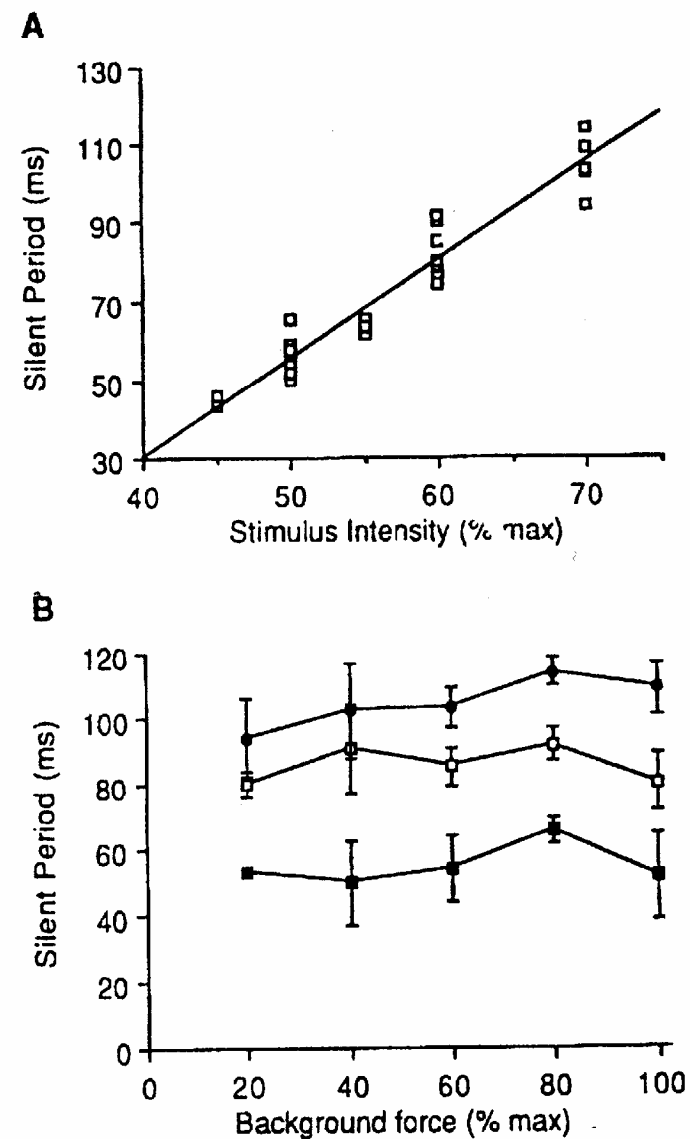 A
130
110
90
70
50
30
Silent Period (ms)
40 50 60 70
Stimulus Intensity (% max)
B
120
100
80
60
40
20
0
Silent Period (ms)
0 20 40 60 80 100
Background force (% max)